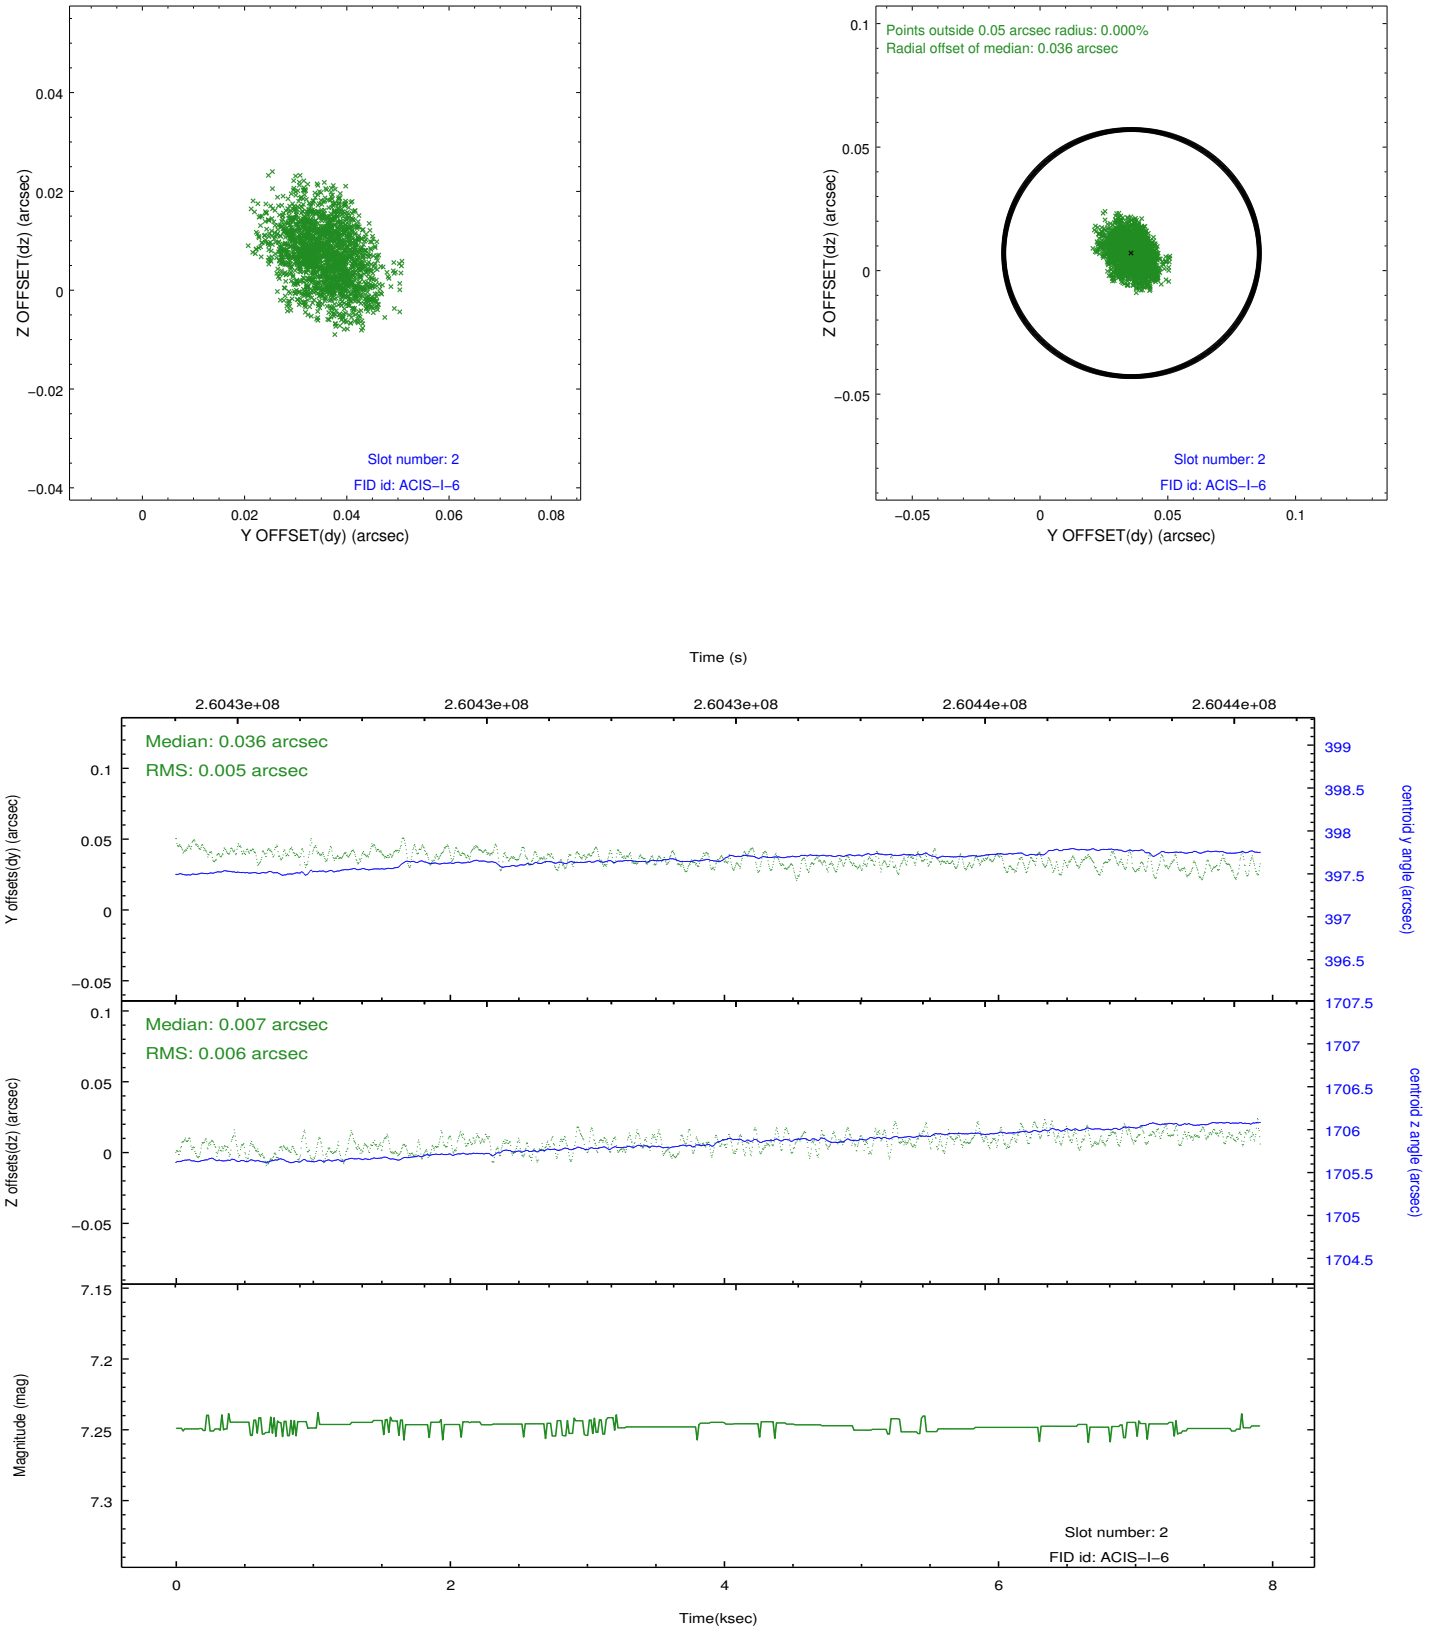 0.04
0.02
0
−0.02
−0.04
Z OFFSET(dz) (arcsec)
Slot number: 2
FID id: ACIS−I−6
0
0.02
0.04
0.06
0.08
Y OFFSET(dy) (arcsec)
Points outside 0.05 arcsec radius: 0.000%
Radial offset of median: 0.036 arcsec
0.1
0.05
0
−0.05
Z OFFSET(dz) (arcsec)
Slot number: 2
FID id: ACIS−I−6
−0.05
0
0.05
0.1
Y OFFSET(dy) (arcsec)
Time (s)
2.6043e+08
2.6043e+08
2.6043e+08
2.6044e+08
2.6044e+08
Median: 0.036 arcsec
RMS: 0.005 arcsec
0.1
0.05
0
−0.05
Y offsets(dy) (arcsec)
399
398.5
398
397.5
397
396.5
centroid y angle (arcsec)
Median: 0.007 arcsec
RMS: 0.006 arcsec
0.1
0.05
0
−0.05
Z offsets(dz) (arcsec)
1707.5
1707
1706.5
1706
1705.5
1705
1704.5
centroid z angle (arcsec)
7.15
7.2
7.25
7.3
Magnitude (mag)
Slot number: 2
FID id: ACIS−I−6
0
2
4
6
8
Time(ksec)